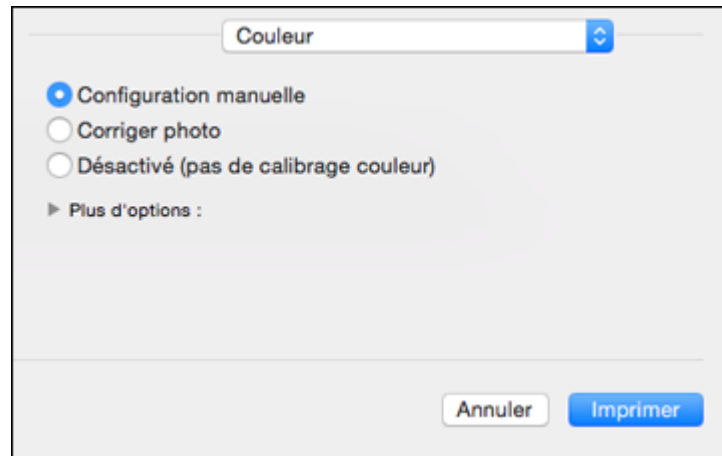 Couleur
Configuration manuelle
Corriger photo
Désactivé (pas de calibrage couleur)
Plus d'options :
Annuler
Imprimer